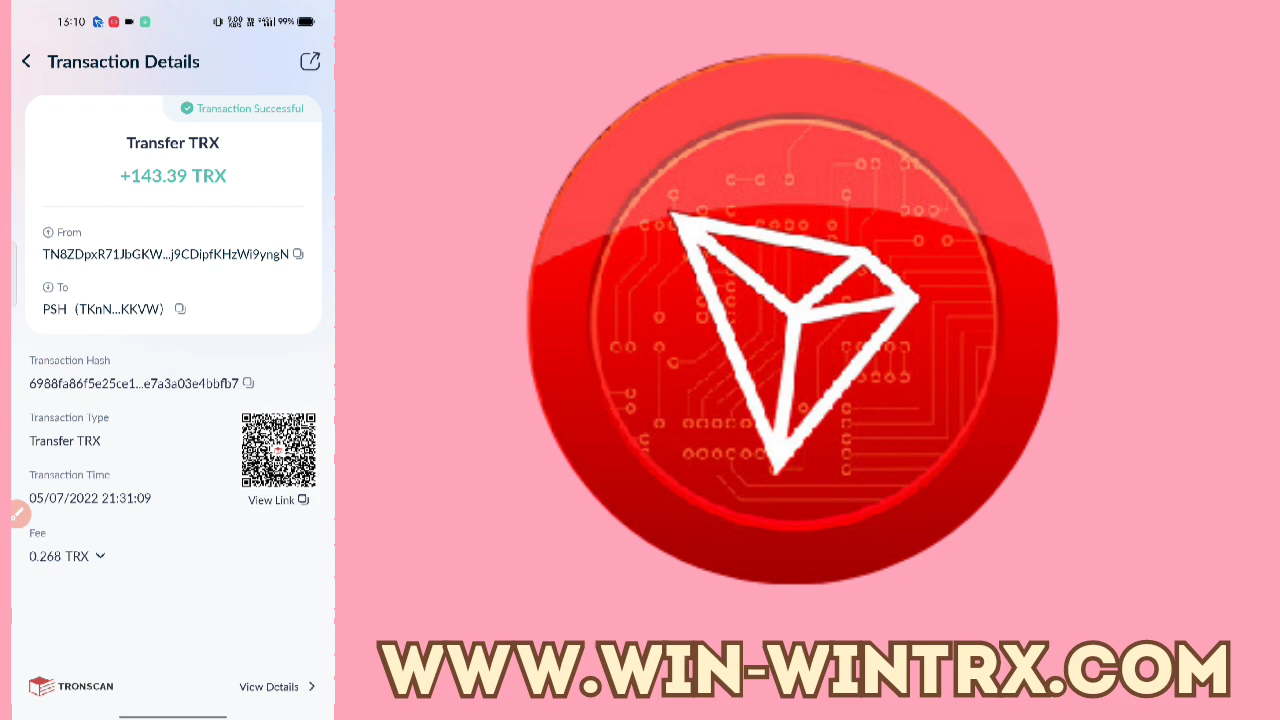 13:10
99%
Transaction Details
Transaction Successful
Transfer TRX
+143.39 TRX
From
TN8ZDpxR71JbGKW...j9CDipfKHzWi9yngN
To
PSH (TKnN...KKVW)
Transaction Hash
6988fa86f5e25ce1...e7a3a03e4bbfb7
Transaction Type
Transfer TRX
Transaction Time
05/07/2022 21:31:09
View Link
Fee
0.268 TRX
TRONSCAN
View Details
WWW.WIN-WINTRX.COM